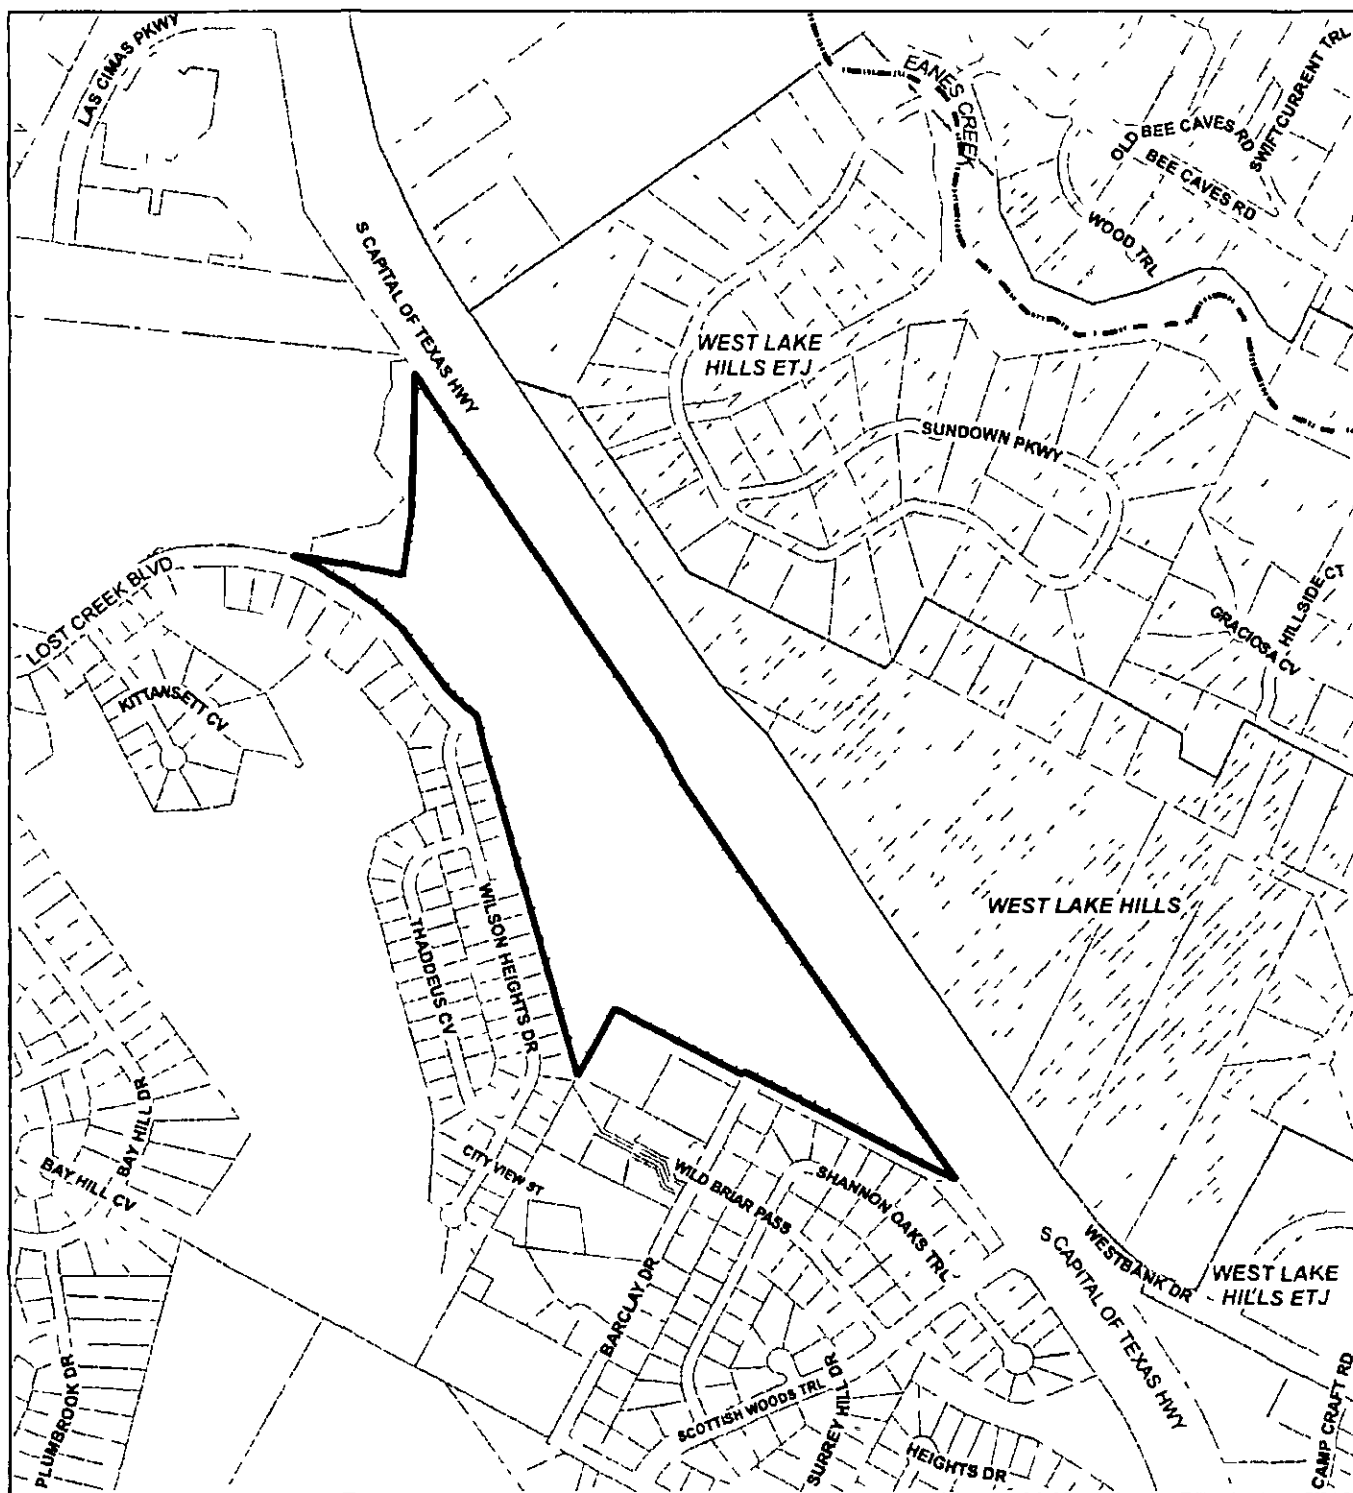 LAS CIMAS PKWY
EANES CREEK
SWIFTCURRENT TRL
OLD BEE CAVES RD
BEE CAVES RD
WOOD TRL
S CAPITAL OF TEXAS HWY
WEST LAKE
HILLS ETJ
SUNDOWN PKWY
LOST CREEK BLVD
HILLSIDE CT
GRACIOSA CV
KITTANSETT CV
WEST LAKE HILLS
WILSON HEIGHTS DR
THADDEUS CV
BAY HILL DR
BAY HILL CV
CITY VIEW ST
WILD BRIAR PASS
SHANNON OAKS TRL
S CAPITAL OF TEXAS HWY
WESTBANK DR
WEST LAKE
HILLS ETJ
BARCLAY DR
PLUMBROOK DR
SCOTTISH WOODS TRL
SURREY HILL DR
HEIGHTS DR
CAMP CRAFT RD